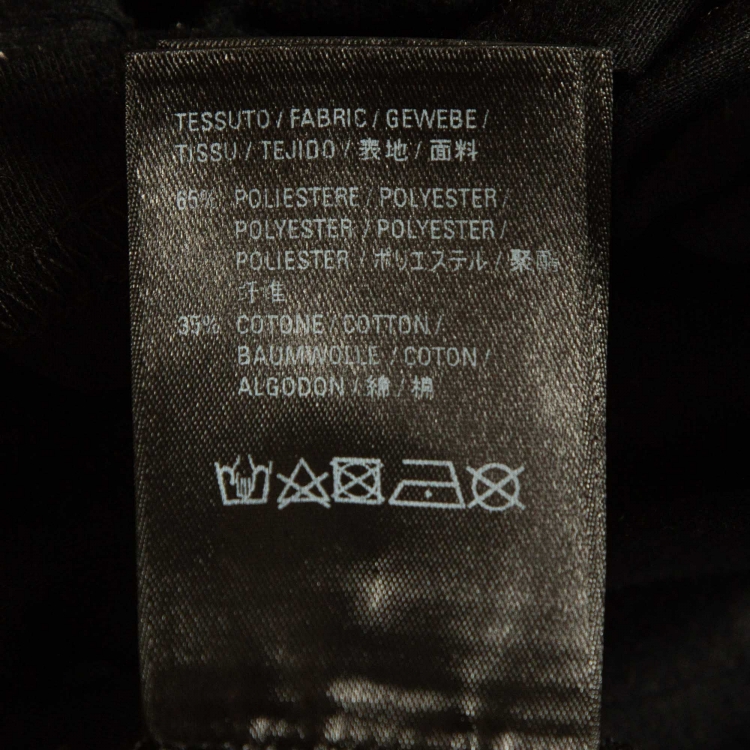 TESSUTO / FABRIC / GEWEBE /
TISSU / TEJIDO / 表地 / 面料
65% POLIESTERE / POLYESTER /
POLYESTER / POLYESTER /
POLIESTER / ポリエステル / 聚酯
纤维
35% COTONE / COTTON /
BAUMWOLLE / COTON /
ALGODON / 綿 / 棉